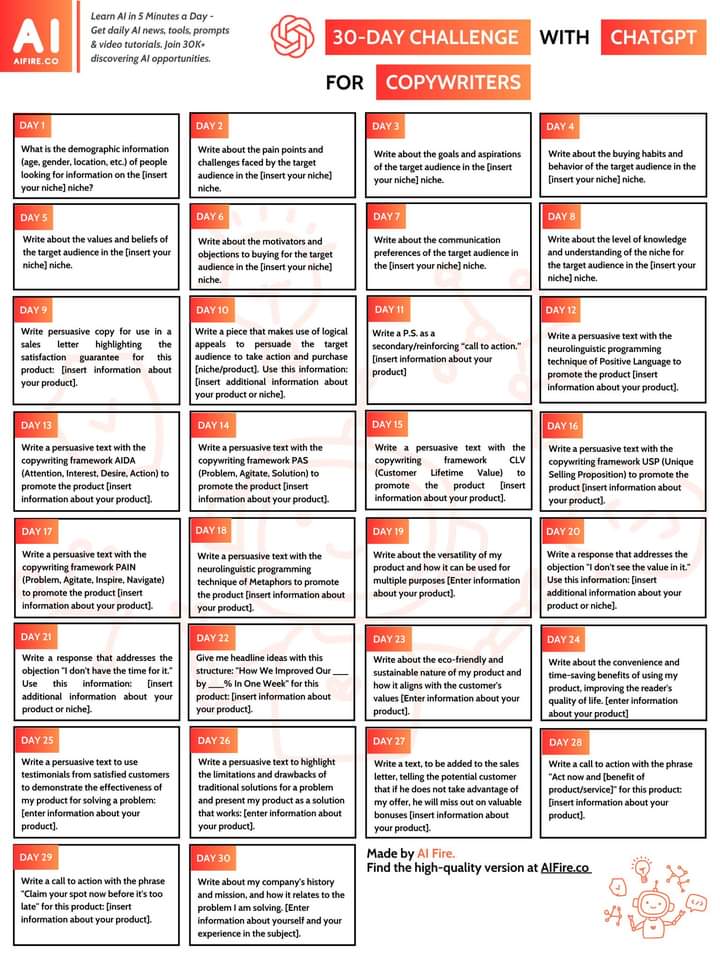 AI
AIFIRE.CO
Learn AI in 5 Minutes a Day -
Get daily AI news, tools, prompts
& video tutorials. Join 30K+
discovering AI opportunities.
30-DAY CHALLENGE WITH CHATGPT
FOR COPYWRITERS
DAY 1
What is the demographic information
(age, gender, location, etc.) of people
looking for information on the [insert
your niche] niche?
DAY 2
Write about the pain points and
challenges faced by the target
audience in the [insert your niche]
niche.
DAY 3
Write about the goals and aspirations
of the target audience in the [insert
your niche] niche.
DAY 4
Write about the buying habits and
behavior of the target audience in the
[insert your niche] niche.
DAY 5
Write about the values and beliefs of
the target audience in the [insert your
niche] niche.
DAY 6
Write about the motivators and
objections to buying for the target
audience in the [insert your niche]
niche.
DAY 7
Write about the communication
preferences of the target audience in
the [insert your niche] niche.
DAY 8
Write about the level of knowledge
and understanding of the niche for
the target audience in the [insert your
niche] niche.
DAY 9
Write persuasive copy for use in a
sales letter highlighting the
satisfaction guarantee for this
product: [insert information about
your product].
DAY 10
Write a piece that makes use of logical
appeals to persuade the target
audience to take action and purchase
[niche/product]. Use this information:
[insert additional information about
your product or niche].
DAY 11
Write a P.S. as a
secondary/reinforcing "call to action."
[insert information about your
product]
DAY 12
Write a persuasive text with the
neurolinguistic programming
technique of Positive Language to
promote the product [insert
information about your product].
DAY 13
Write a persuasive text with the
copywriting framework AIDA
(Attention, Interest, Desire, Action) to
promote the product [insert
information about your product].
DAY 14
Write a persuasive text with the
copywriting framework PAS
(Problem, Agitate, Solution) to
promote the product [insert
information about your product].
DAY 15
Write a persuasive text with the
copywriting framework CLV
(Customer Lifetime Value) to
promote the product [insert
information about your product].
DAY 16
Write a persuasive text with the
copywriting framework USP (Unique
Selling Proposition) to promote the
product [insert information about
your product].
DAY 17
Write a persuasive text with the
copywriting framework PAIN
(Problem, Agitate, Inspire, Navigate)
to promote the product [insert
information about your product].
DAY 18
Write a persuasive text with the
neurolinguistic programming
technique of Metaphors to promote
the product [insert information about
your product].
DAY 19
Write about the versatility of my
product and how it can be used for
multiple purposes [Enter information
about your product].
DAY 20
Write a response that addresses the
objection "I don't see the value in it."
Use this information: [insert
additional information about your
product or niche].
DAY 21
Write a response that addresses the
objection "I don't have the time for it."
Use this information: [insert
additional information about your
product or niche].
DAY 22
Give me headline ideas with this
structure: "How We Improved Our ___
by ___% In One Week" for this
product: [insert information about
your product].
DAY 23
Write about the eco-friendly and
sustainable nature of my product and
how it aligns with the customer's
values [Enter information about your
product].
DAY 24
Write about the convenience and
time-saving benefits of using my
product, improving the reader's
quality of life. [enter information
about your product]
DAY 25
Write a persuasive text to use
testimonials from satisfied customers
to demonstrate the effectiveness of
my product for solving a problem:
[enter information about your
product].
DAY 26
Write a persuasive text to highlight
the limitations and drawbacks of
traditional solutions for a problem
and present my product as a solution
that works: [enter information about
your product].
DAY 27
Write a text, to be added to the sales
letter, telling the potential customer
that if he does not take advantage of
my offer, he will miss out on valuable
bonuses [insert information about
your product].
DAY 28
Write a call to action with the phrase
"Act now and [benefit of
product/service]" for this product:
[insert information about your
product].
DAY 29
Write a call to action with the phrase
"Claim your spot now before it's too
late" for this product: [insert
information about your product].
DAY 30
Write about my company's history
and mission, and how it relates to the
problem I am solving. [Enter
information about yourself and your
experience in the subject].
Made by AI Fire.
Find the high-quality version at AIFire.co